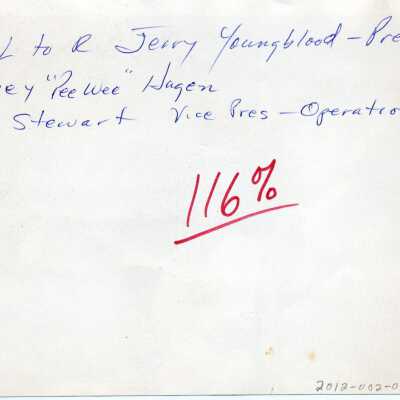 L to R Jerry Youngblood - Pre
ey "PeeWee" Hagen
Stewart Vice Pres - Operatio
116%
2012-002-0